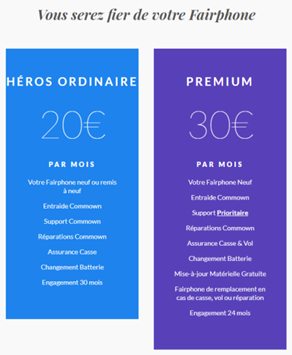 Vous serez fier de votre Fairphone
HÉROS ORDINAIRE
20€
PAR MOIS
Votre Fairphone neuf ou remis
à neuf
Entraide Commown
Support Commown
Réparations Commown
Assurance Casse
Changement Batterie
Engagement 30 mois
PREMIUM
30€
PAR MOIS
Votre Fairphone Neuf
Entraide Commown
Support Prioritaire
Réparations Commown
Assurance Casse & Vol
Changement Batterie
Mise-à-jour Matérielle Gratuite
Fairphone de remplacement en
cas de casse, vol ou réparation
Engagement 24 mois